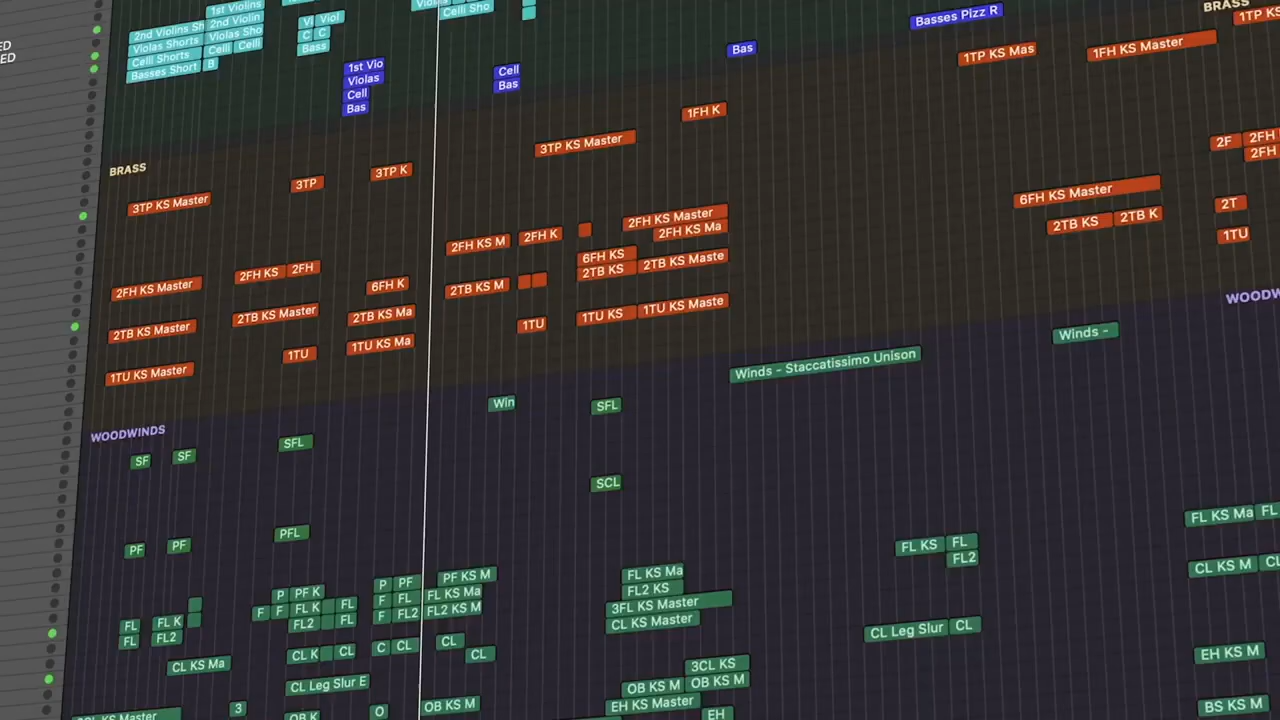 1st Violins
Violas
Celli Sho
Basses Pizz R
BRASS
1TP KS
2nd Violins Sh
2nd Violin
V
Viol
Violas Shorts
Violas Sho
C
C
Celli Shorts
Celli
Celli
Bass
Basses Short
B
ED
ED
Bas
1TP KS Mas
1FH KS Master
1st Vio
Violas
Cell
Bas
Cell
Bas
1FH K
3TP KS Master
2F
2FH
2FH
BRASS
3TP KS Master
3TP
3TP K
6FH KS Master
2TB KS
2TB K
2T
1TU
2FH KS M
2FH K
2FH KS Master
2FH KS Ma
6FH KS
2TB KS
2TB KS Maste
2FH KS Master
2FH KS
2FH
6FH K
2TB KS M
2TB KS Master
2TB KS Master
2TB KS Ma
1TU
1TU KS
1TU KS Maste
1TU KS Master
1TU
1TU KS Ma
WOODW
Winds -
Winds - Staccatissimo Unison
WOODWINDS
Win
SFL
SF
SF
SFL
SCL
PF
PF
PFL
FL KS Ma
FL
CL KS M
CL
FL KS
FL
FL2
P
PF K
P
PF
PF KS M
FL KS Ma
F
F
FL K
FL
F
FL
FL KS Ma
FL2 KS
FL
FL K
FL2
FL
F
FL2
FL2 KS M
3FL KS Master
FL
FL2
CL KS Master
CL Leg Slur
CL
CL KS Ma
CL K
CL
C
CL
CL
CL
EH KS M
3CL KS
CL Leg Slur E
OB KS M
OB KS M
3
OB K
O
OB KS M
EH KS Master
EH
BS KS M